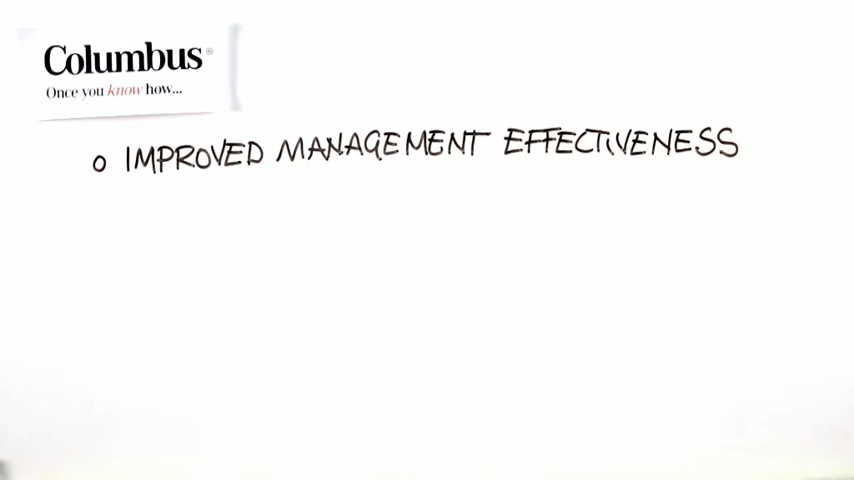 Columbus®
Once you know how...
o IMPROVED MANAGEMENT EFFECTIVENESS